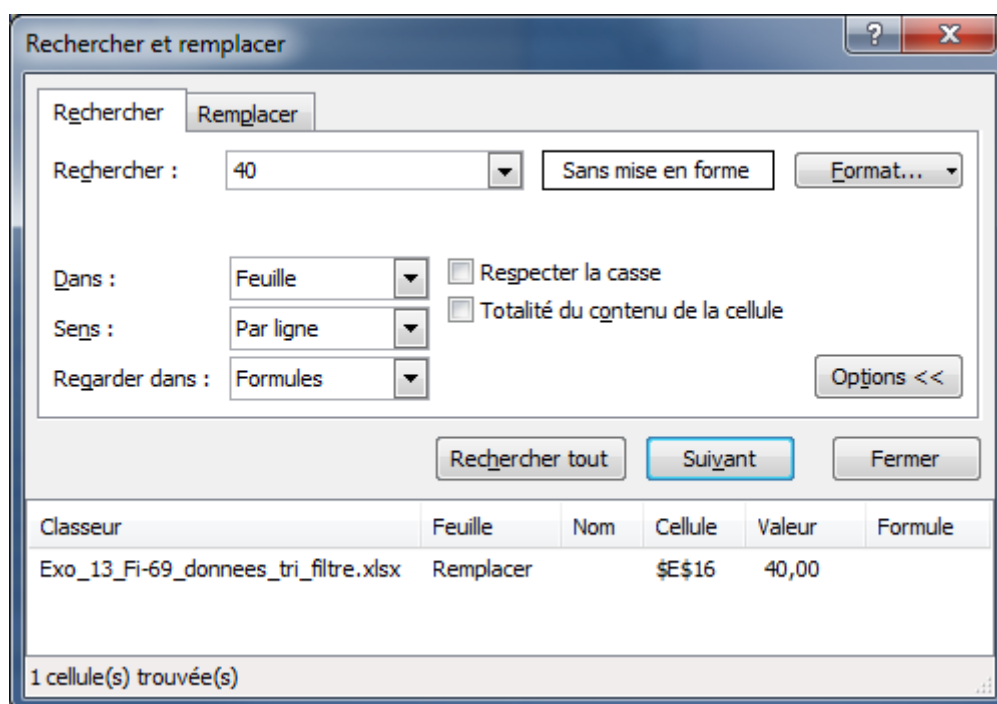 Rechercher et remplacer
Rechercher Remplacer
Rechercher : 40 Sans mise en forme Format...
Dans : Feuille Respecter la casse
Totalité du contenu de la cellule
Sens : Par ligne
Regarder dans : Formules Options <<
Rechercher tout Suivant Fermer
Classeur Feuille Nom Cellule Valeur Formule
Exo_13_Fi-69_donnees_tri_filtre.xlsx Remplacer $E$16 40,00
1 cellule(s) trouvée(s)